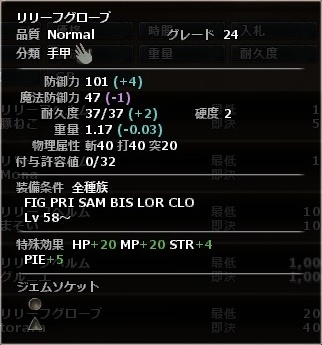 リリーフグローブ
品質 Normal グレード 24
分類 手甲
防御力 101 (+4)
魔法防御力 47 (-1)
耐久度 37/37 (+2) 硬度 2
重量 1.17 (-0.03)
物理属性 斬40 打40 突20
付与許容値 0/32
装備条件 全種族
FIG PRI SAM BIS LOR CLO
Lv 58～
特殊効果 HP+20 MP+20 STR+4
PIE+5
ジェムソケット